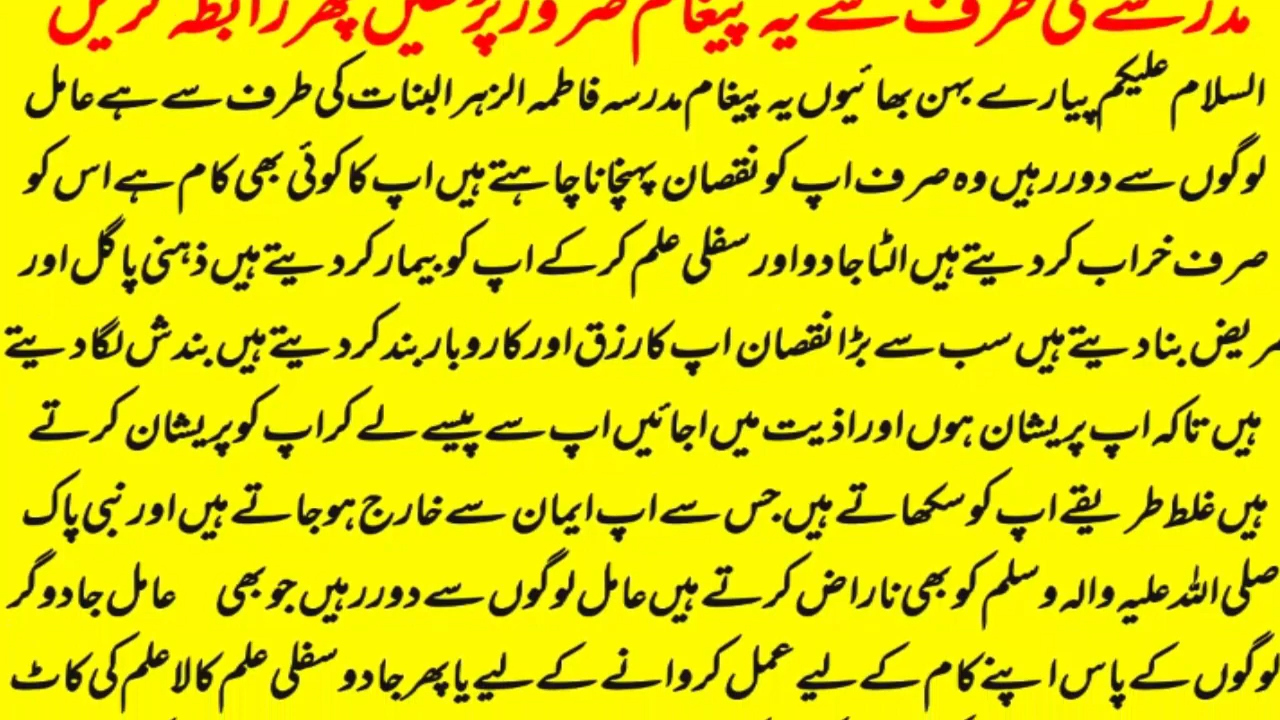 مدرسے کی طرف سے یہ پیغام ضرور پڑھیں پھر رابطہ کریں
السلام علیکم پیارے بہن بھائیوں یہ پیغام مدرسہ فاطمہ الزہرا لبنات کی طرف سے ہے عامل
لوگوں سے دور رہیں وہ صرف اپ کو نقصان پہنچانا چاہتے ہیں اپ کا کوئی بھی کام ہے اس کو
صرف خراب کر دیتے ہیں الٹا جادو اور سفلی علم کر کے اپ کو بیمار کر دیتے ہیں ذہنی پاگل اور
مریض بنا دیتے ہیں سب سے بڑا نقصان اپ کا رزق اور کاروبار بند کر دیتے ہیں بندش لگا دیتے
ہیں تاکہ اپ پریشان ہوں اور اذیت میں اجائیں اپ سے پیسے لے کر اپ کو پریشان کرتے
ہیں غلط طریقے اپ کو سکھاتے ہیں جس سے اپ ایمان سے خارج ہو جاتے ہیں اور نبی پاک
صلی اللہ علیہ والہ وسلم کو بھی ناراض کرتے ہیں عامل لوگوں سے دور رہیں جو بھی عامل جادوگر
لوگوں کے پاس اپنے کام کے لیے عمل کروانے کے لیے یا پھر جادو سفلی علم کالا علم کی کاٹ